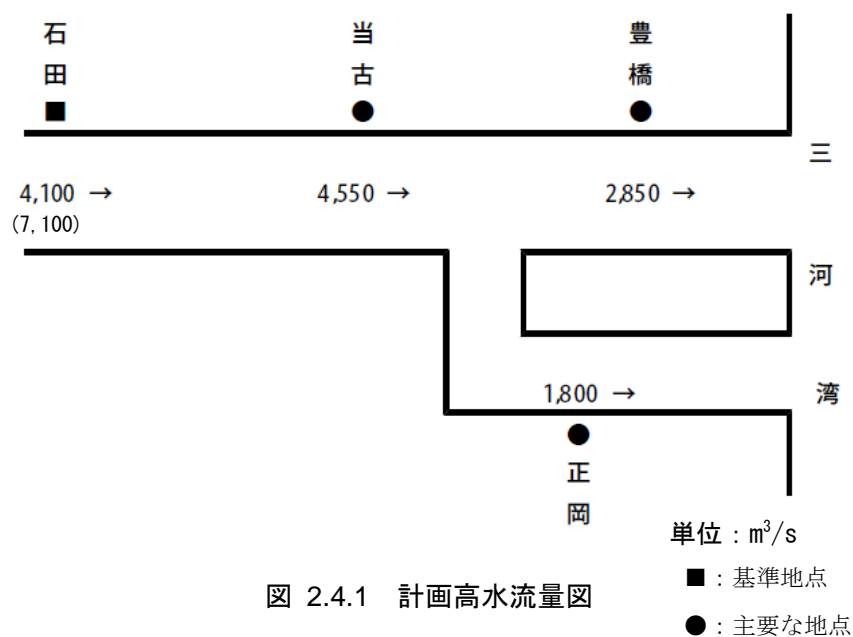 石田
当古
豊橋
4,100 →
(7,100)
4,550 →
2,850 →
三河湾
1,800 →
正岡
単位：m³/s
■：基準地点
●：主要な地点
図 2.4.1 計画高水流量図